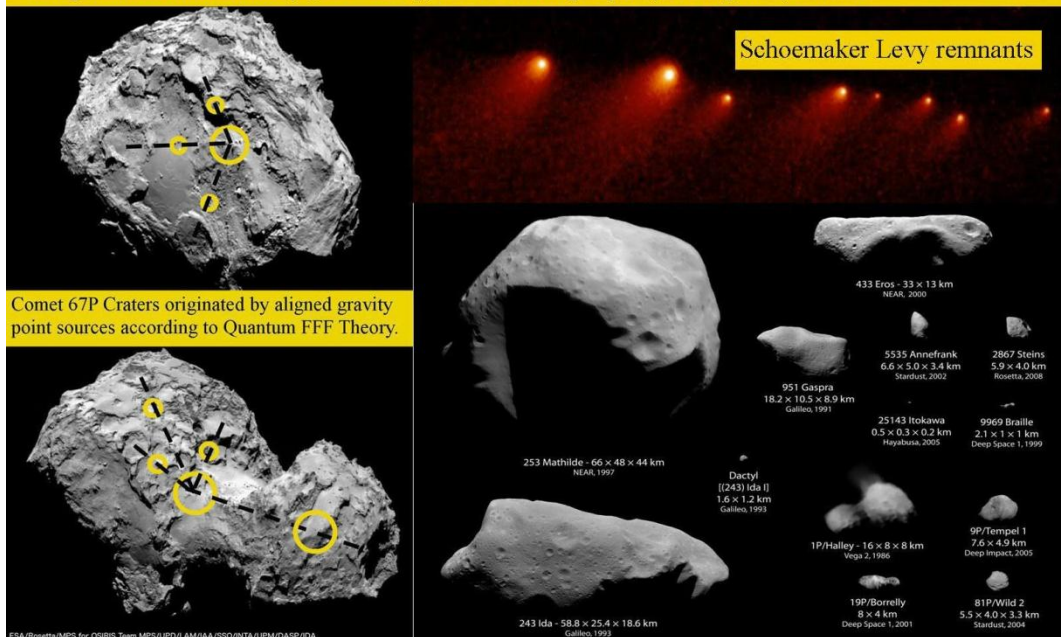 Schoemaker Levy remnants
Comet 67P Craters originated by aligned gravity
point sources according to Quantum FFF Theory.
433 Eros - 33 × 13 km
NEAR, 2000
5535 Annefrank
6.6 × 5.0 × 3.4 km
Stardust, 2002
2867 Steins
5.9 × 4.0 km
Rosetta, 2008
951 Gaspra
18.2 × 10.5 × 8.9 km
Galileo, 1991
25143 Itokawa
0.5 × 0.3 × 0.2 km
Hayabusa, 2005
9969 Braille
2.1 × 1 × 1 km
Deep Space 1, 1999
253 Mathilde - 66 × 48 × 44 km
NEAR, 1997
Dactyl
[(243) Ida I]
1.6 × 1.2 km
Galileo, 1993
1P/Halley - 16 × 8 × 8 km
Vega 2, 1986
9P/Tempel 1
7.6 × 4.9 km
Deep Impact, 2005
19P/Borrelly
8 × 4 km
Deep Space 1, 2001
81P/Wild 2
5.5 × 4.0 × 3.3 km
Stardust, 2004
243 Ida - 58.8 × 25.4 × 18.6 km
Galileo, 1993
ESA/Rosetta/MPS for OSIRIS Team MPS/UPD/LAM/IAA/SSO/INTA/UPM/DASP/IDA